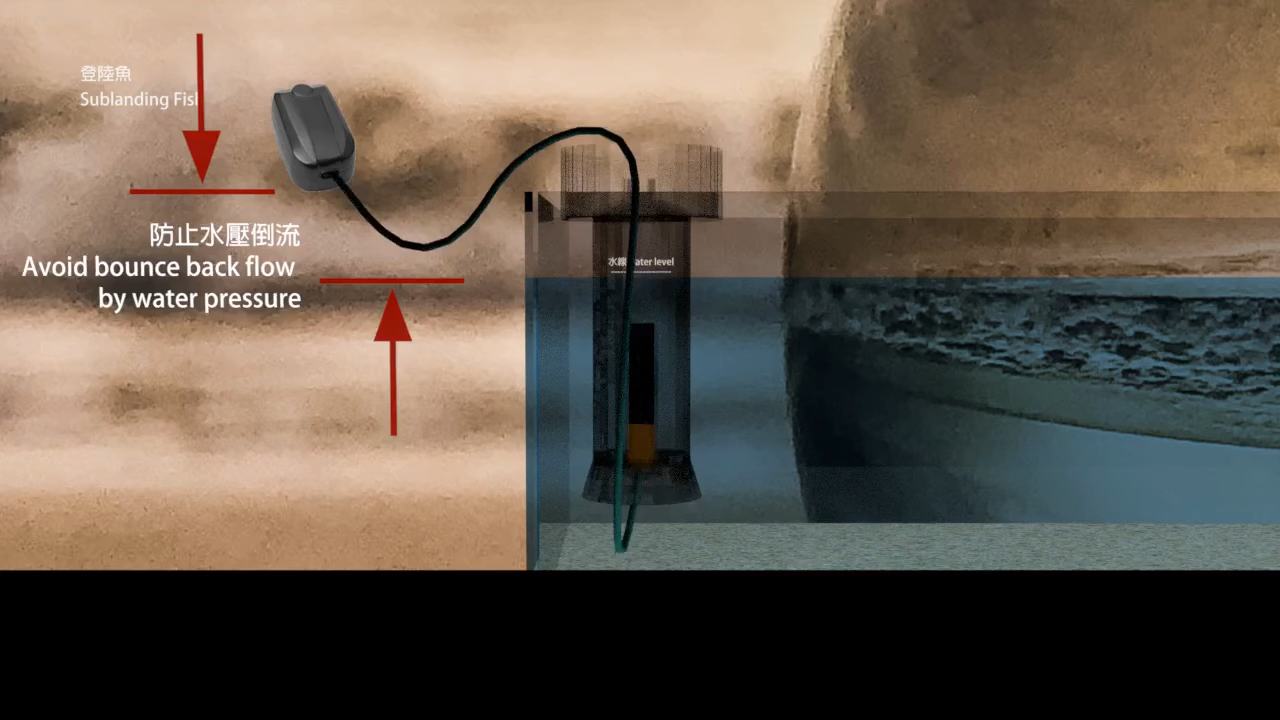 登陸魚
Sublanding Fis
防止水壓倒流
Avoid bounce back flow
by water pressure
水線 ater level